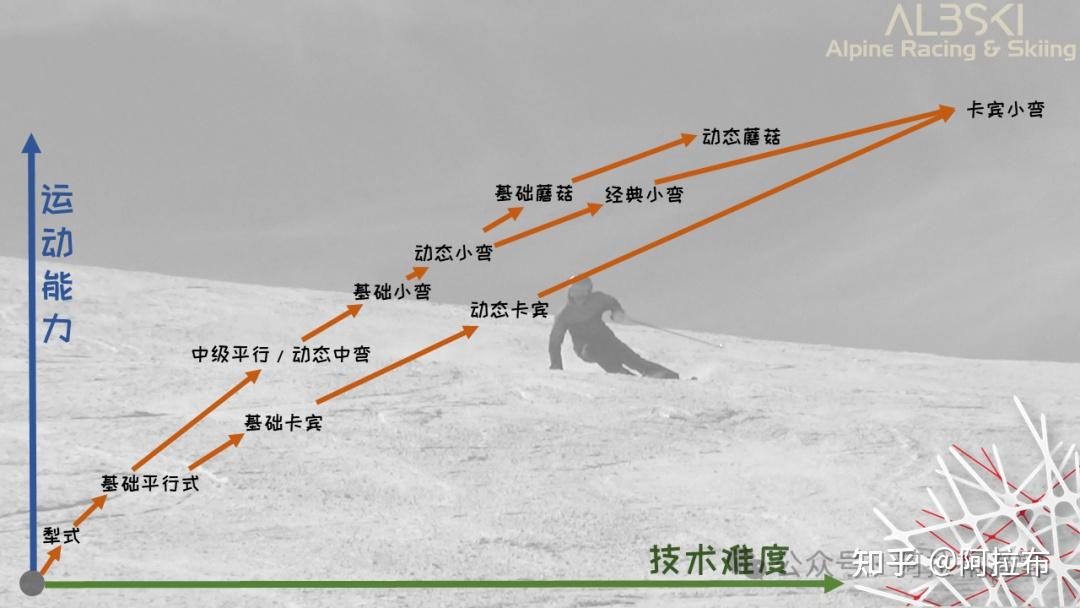 ALBSKI
Alpine Racing & Skiing
卡宾小弯
动态蘑菇
基础蘑菇
经典小弯
运动能力
动态小弯
基础小弯
动态卡宾
中级平行 / 动态中弯
基础卡宾
基础平行式
犁式
技术难度
公众号
知乎 @阿拉布